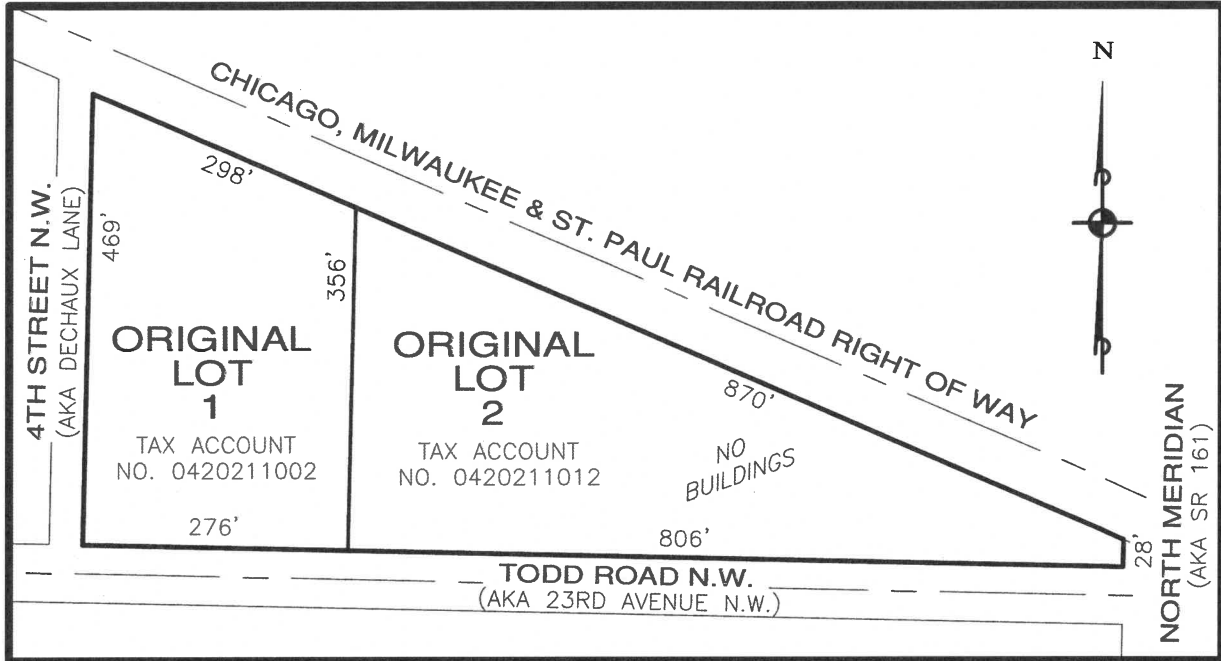 N
CHICAGO, MILWAUKEE & ST. PAUL RAILROAD RIGHT OF WAY
298'
469'
356'
4TH STREET N.W.
(AKA DECHAUX LANE)
ORIGINAL
LOT
1
TAX ACCOUNT
NO. 0420211002
276'
ORIGINAL
LOT
2
TAX ACCOUNT
NO. 0420211012
870'
NO
BUILDINGS
806'
28'
NORTH MERIDIAN
(AKA SR 161)
TODD ROAD N.W.
(AKA 23RD AVENUE N.W.)